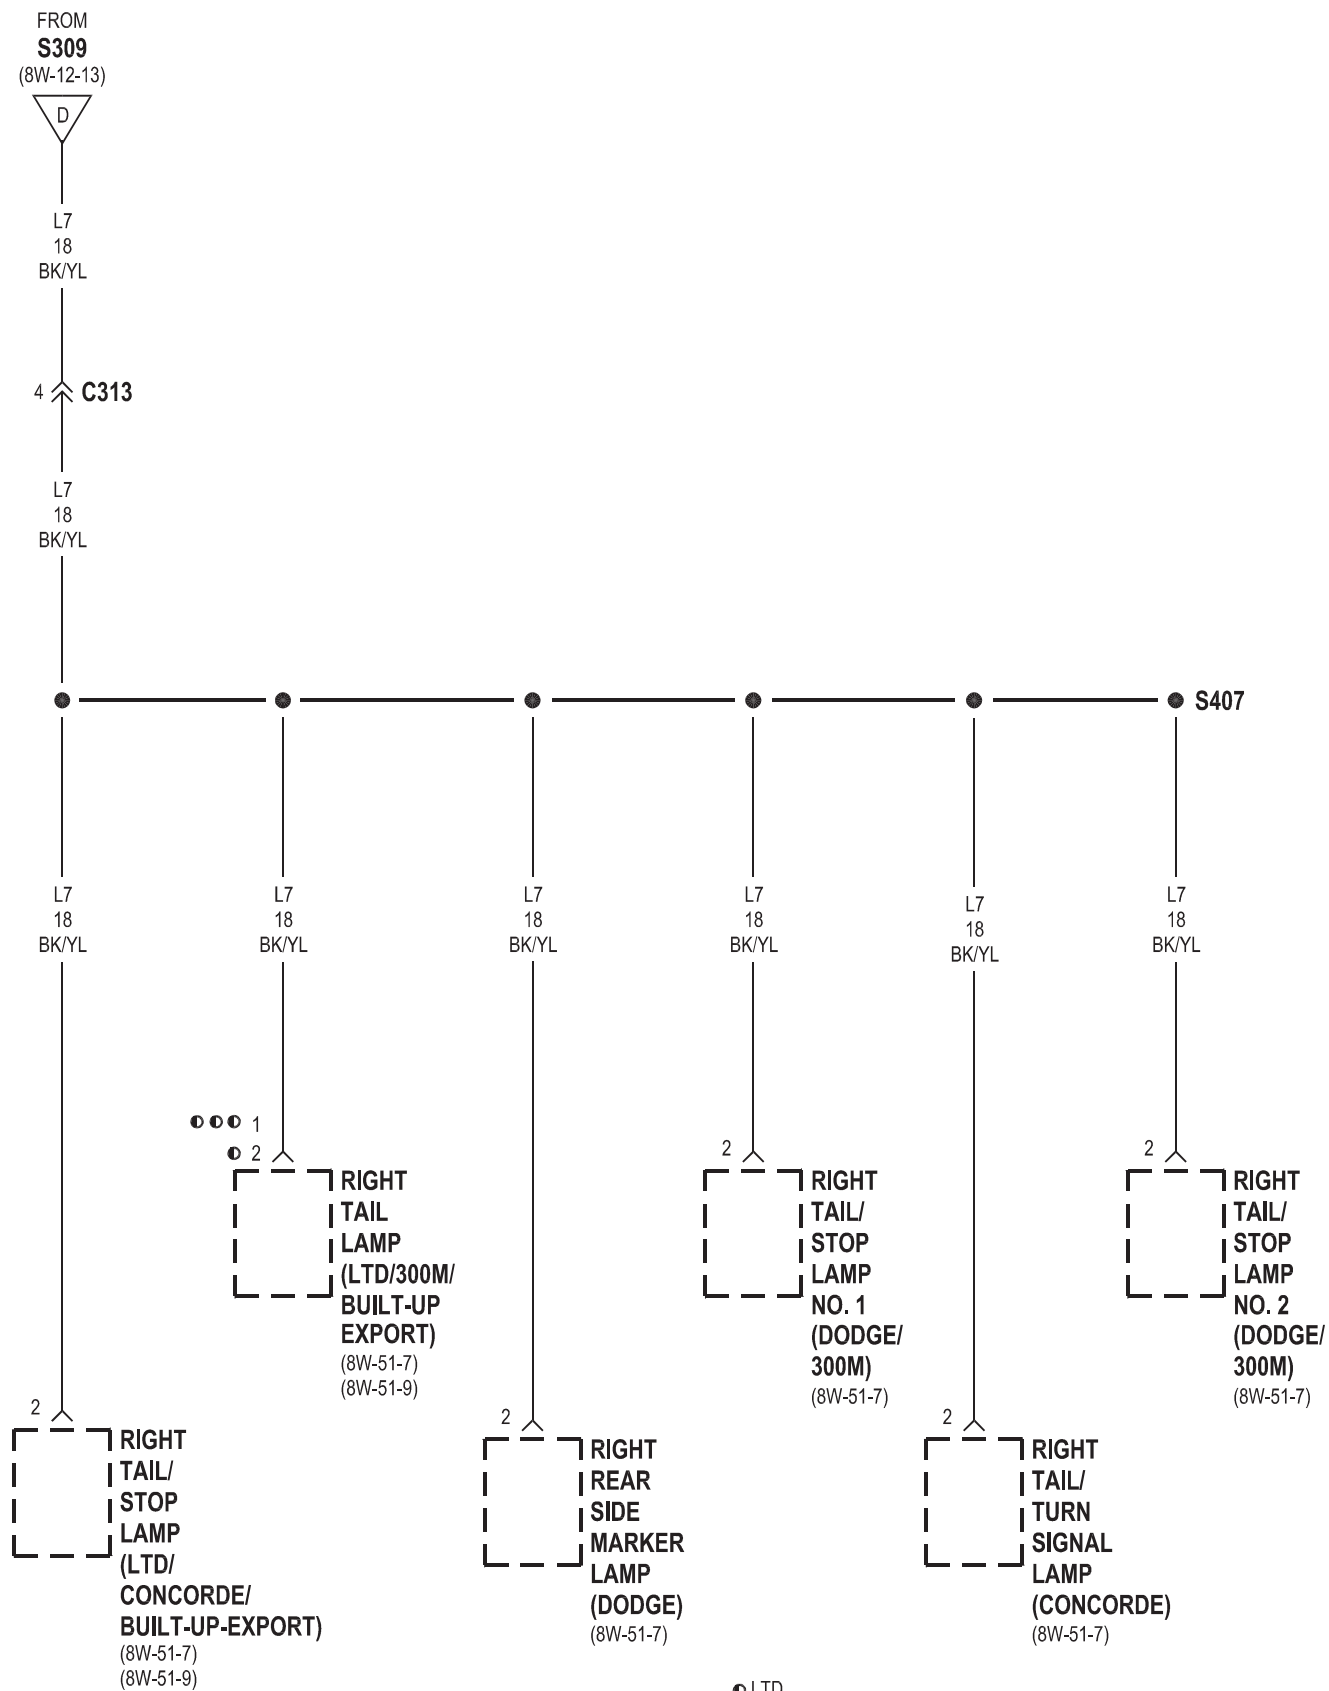 FROM
S309
(8W-12-13)
D
L7
18
BK/YL
4
C313
L7
18
BK/YL
S407
L7
18
BK/YL
L7
18
BK/YL
L7
18
BK/YL
L7
18
BK/YL
L7
18
BK/YL
L7
18
BK/YL
1
2
RIGHT
TAIL
LAMP
(LTD/300M/
BUILT-UP
EXPORT)
(8W-51-7)
(8W-51-9)
2
RIGHT
TAIL/
STOP
LAMP
NO. 1
(DODGE/
300M)
(8W-51-7)
2
RIGHT
TAIL/
STOP
LAMP
NO. 2
(DODGE/
300M)
(8W-51-7)
2
RIGHT
TAIL/
STOP
LAMP
(LTD/
CONCORDE/
BUILT-UP-EXPORT)
(8W-51-7)
(8W-51-9)
2
RIGHT
REAR
SIDE
MARKER
LAMP
(DODGE)
(8W-51-7)
2
RIGHT
TAIL/
TURN
SIGNAL
LAMP
(CONCORDE)
(8W-51-7)
LTD